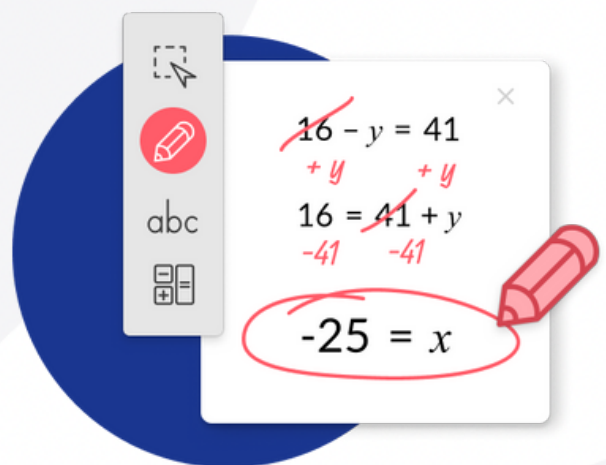 16 – y = 41
+ y + y
16 = 41 + y
-41 -41
-25 = x
abc